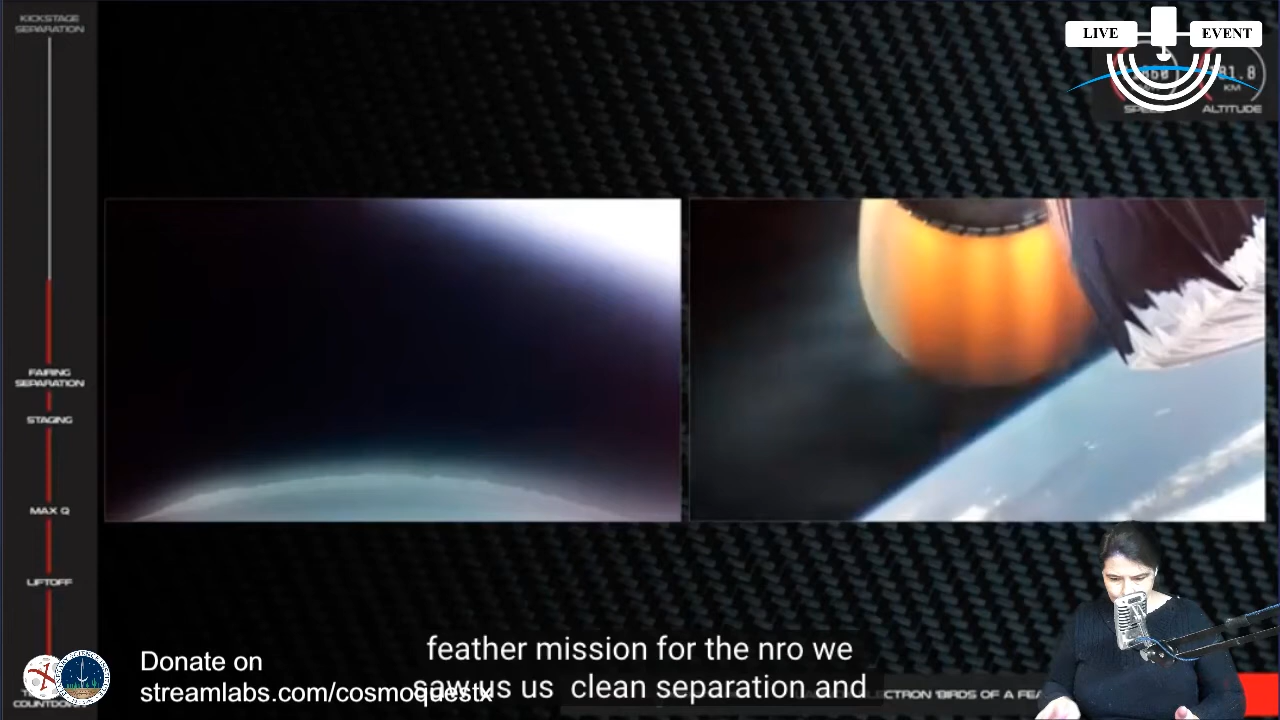 KICKSTAGE
SEPARATION
LIVE
EVENT
KM
ALTITUDE
FAIRING
SEPARATION
STAGING
MAX Q
LIFTOFF
Donate on
streamlabs.com/cosmoquestx
feather mission for the nro we
saw us us clean separation and
ELECTRON 'BIRDS OF A FEA
COUNTDOWN